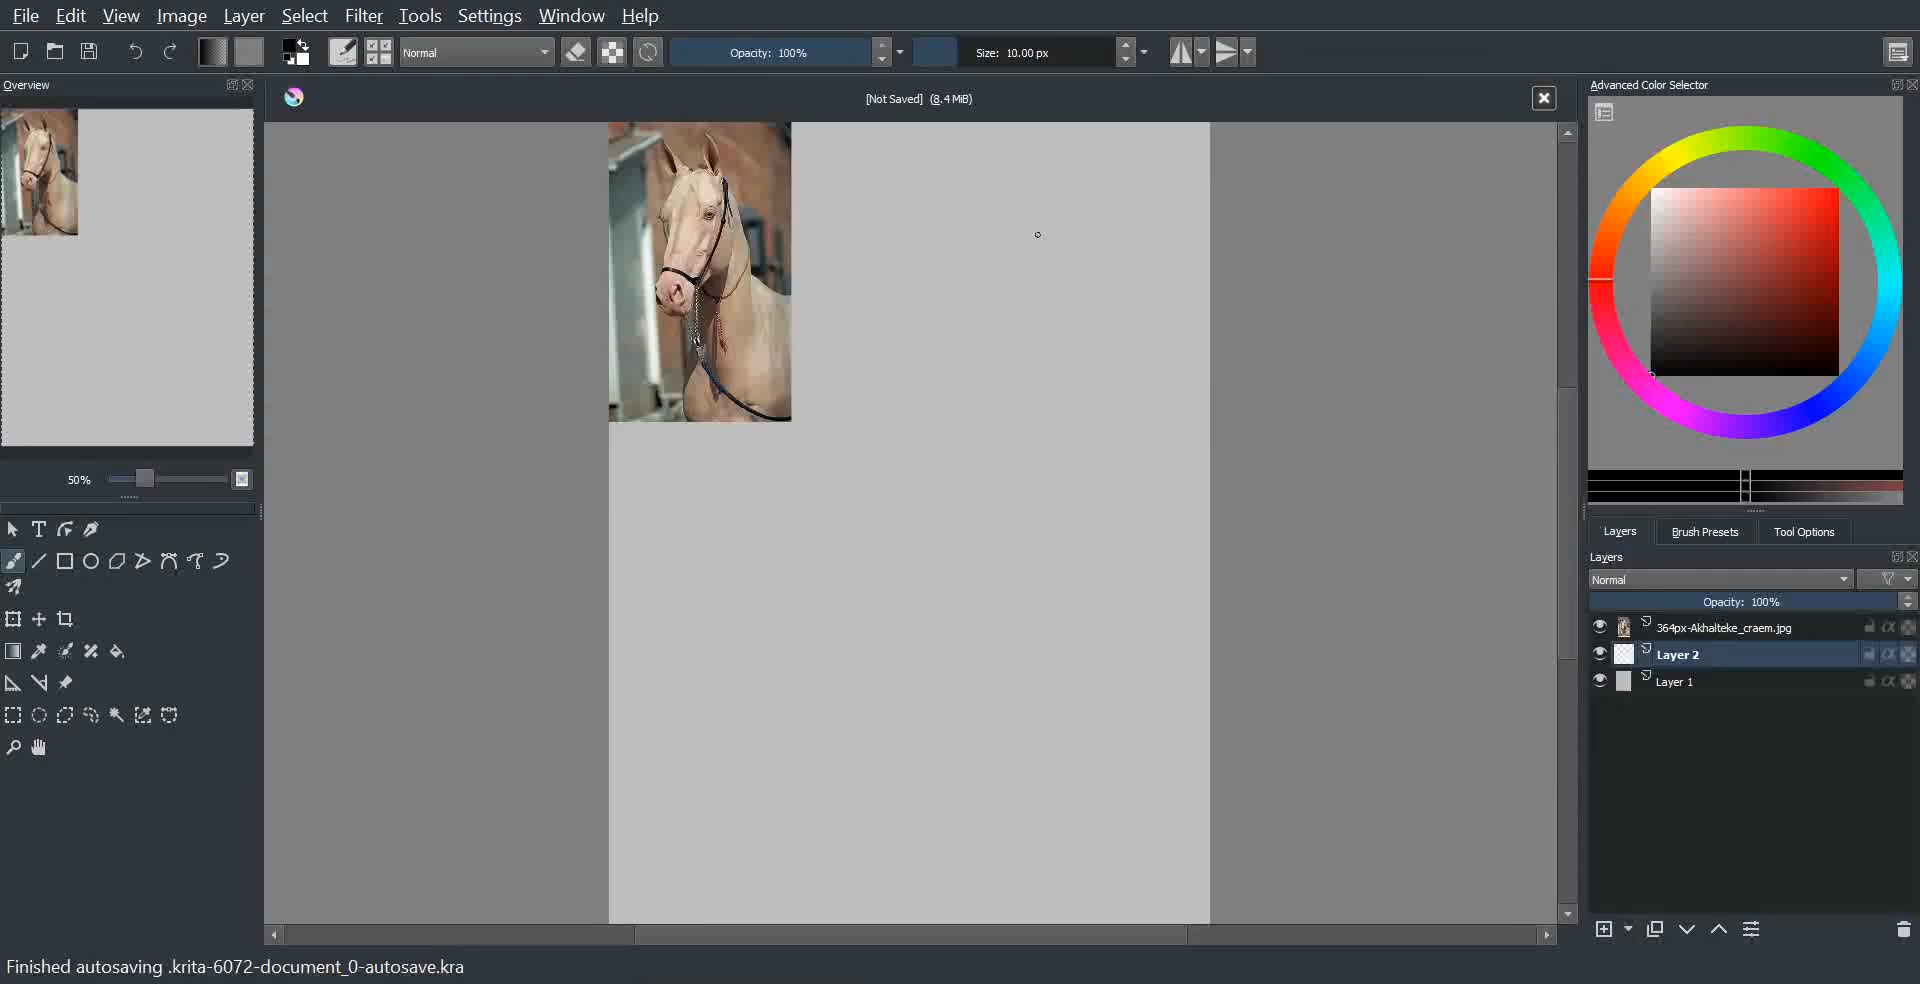 File Edit View Image Layer Select Filter Tools Settings Window Help
Normal Opacity: 100% Size: 10.00 px
Overview
[Not Saved] (8.4 MiB)
Advanced Color Selector
50%
Layers Brush Presets Tool Options
Layers
Normal
Opacity: 100%
364px-Akhalteke_craem.jpg
Layer 2
Layer 1
Finished autosaving .krita-6072-document_0-autosave.kra